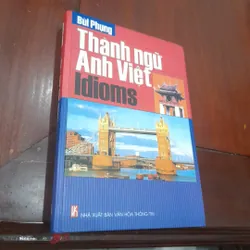 Bùi Phụng
Thành ngữ
Anh Việt
Idioms
NHÀ XUẤT BẢN VĂN HÓA THÔNG TIN